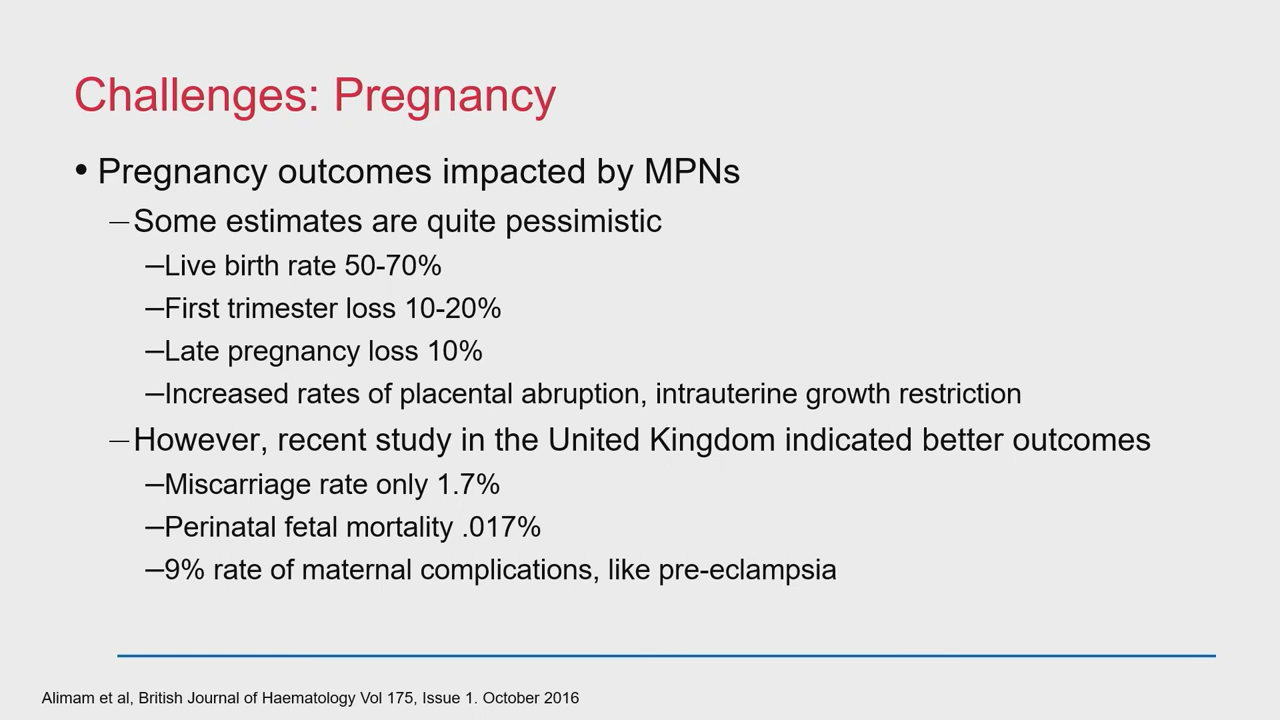 Challenges: Pregnancy
• Pregnancy outcomes impacted by MPNs
—Some estimates are quite pessimistic
—Live birth rate 50-70%
—First trimester loss 10-20%
—Late pregnancy loss 10%
—Increased rates of placental abruption, intrauterine growth restriction
—However, recent study in the United Kingdom indicated better outcomes
—Miscarriage rate only 1.7%
—Perinatal fetal mortality .017%
—9% rate of maternal complications, like pre-eclampsia
Alimam et al, British Journal of Haematology Vol 175, Issue 1. October 2016